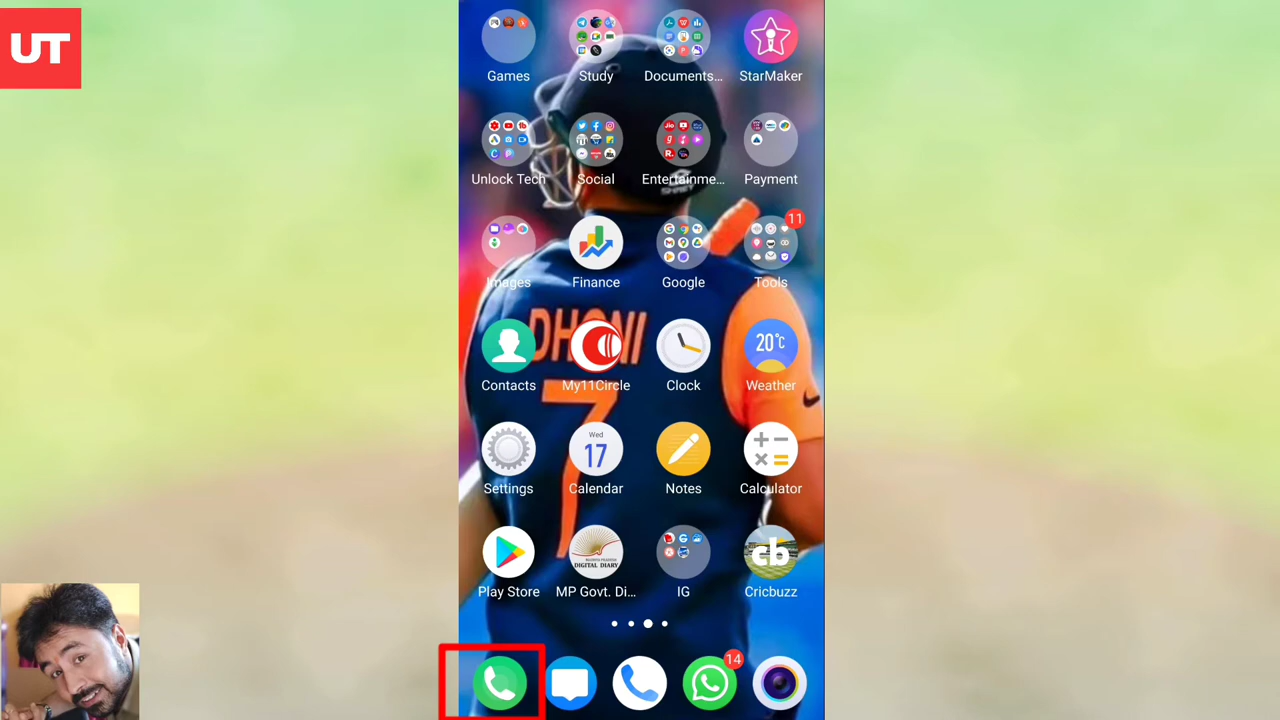 UT
Games
Study
Documents...
StarMaker
Unlock Tech
Social
Entertainme...
Payment
11
Images
Finance
Google
Tools
DHONI
7
20°c
Contacts
My11Circle
Clock
Weather
Wed
17
Settings
Calendar
Notes
Calculator
DIGITAL DIARY
cb
Play Store
MP Govt. Di...
IG
Cricbuzz
14